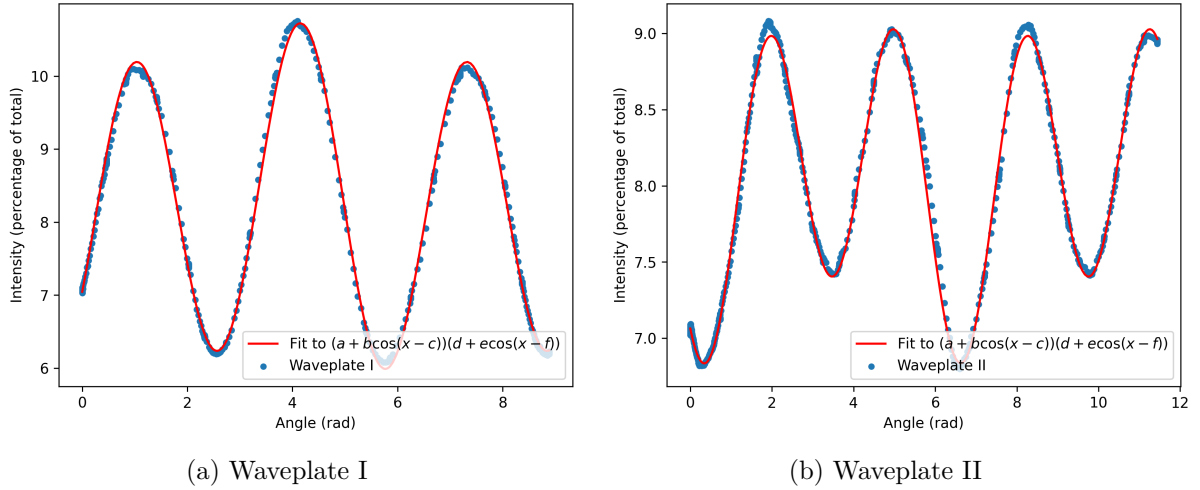 Intensity (percentage of total)
10
9
8
7
6
Fit to (a + bcos(x − c))(d + ecos(x − f))
Waveplate I
0
2
4
6
8
Angle (rad)
(a) Waveplate I
Intensity (percentage of total)
9.0
8.5
8.0
7.5
7.0
Fit to (a + bcos(x − c))(d + ecos(x − f))
Waveplate II
0
2
4
6
8
10
12
Angle (rad)
(b) Waveplate II